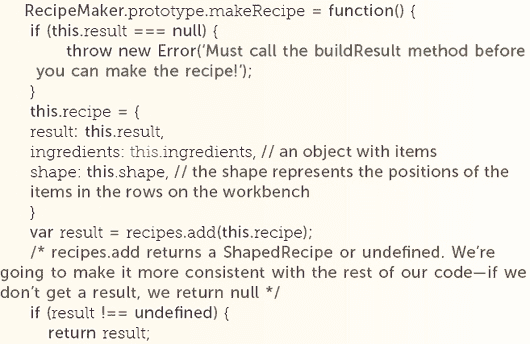 RecipeMaker.prototype.makeRecipe = function() {
if (this.result === null) {
throw new Error('Must call the buildResult method before
you can make the recipe!');
}
this.recipe = {
result: this.result,
ingredients: this.ingredients, // an object with items
shape: this.shape, // the shape represents the positions of the
items in the rows on the workbench
}
var result = recipes.add(this.recipe);
/* recipes.add returns a ShapedRecipe or undefined. We're
going to make it more consistent with the rest of our code—if we
don't get a result, we return null */
if (result !== undefined) {
return result;